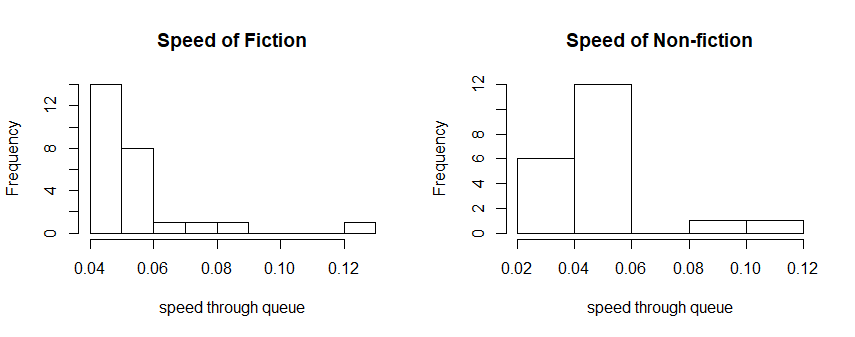 Speed of Fiction
Frequency
12
8
4
0
0.04 0.06 0.08 0.10 0.12
speed through queue
Speed of Non-fiction
Frequency
12
8
6
4
2
0
0.02 0.04 0.06 0.08 0.10 0.12
speed through queue